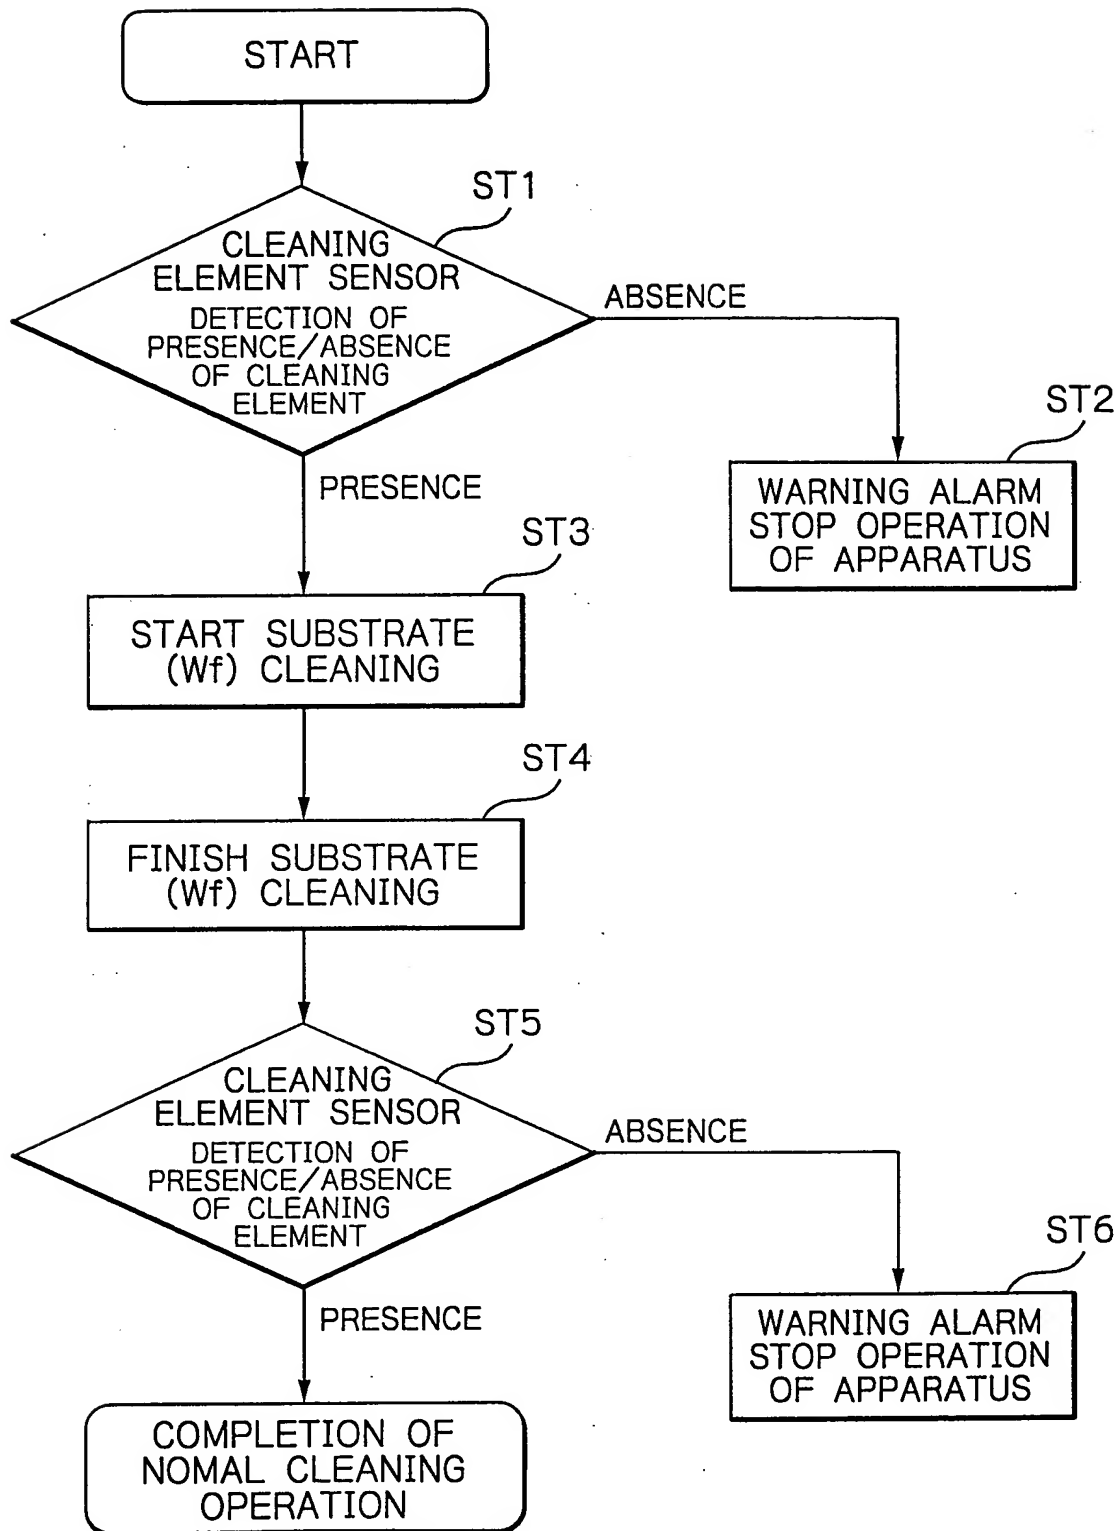 START
ST1
CLEANING
ELEMENT SENSOR
DETECTION OF
PRESENCE/ABSENCE
OF CLEANING
ELEMENT
ABSENCE
ST2
WARNING ALARM
STOP OPERATION
OF APPARATUS
PRESENCE
ST3
START SUBSTRATE
(Wf) CLEANING
ST4
FINISH SUBSTRATE
(Wf) CLEANING
ST5
CLEANING
ELEMENT SENSOR
DETECTION OF
PRESENCE/ABSENCE
OF CLEANING
ELEMENT
ABSENCE
ST6
WARNING ALARM
STOP OPERATION
OF APPARATUS
PRESENCE
COMPLETION OF
NOMAL CLEANING
OPERATION